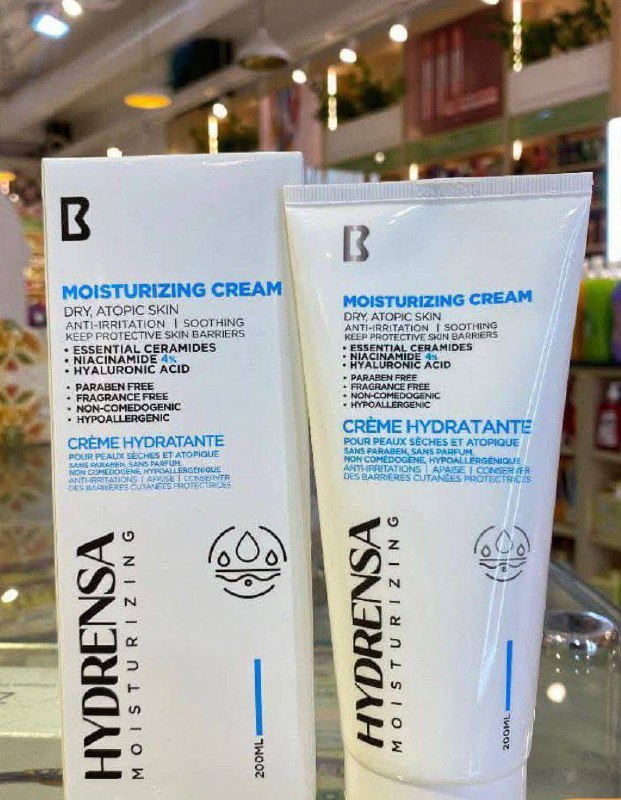 B
MOISTURIZING CREAM
DRY, ATOPIC SKIN
ANTI-IRRITATION | SOOTHING
KEEP PROTECTIVE SKIN BARRIERS
• ESSENTIAL CERAMIDES
• NIACINAMIDE 4%
• HYALURONIC ACID
• PARABEN FREE
• FRAGRANCE FREE
• NON-COMEDOGENIC
• HYPOALLERGENIC
CRÈME HYDRATANTE
POUR PEAUX SÈCHES ET ATOPIQUE
SANS PARABEN, SANS PARFUM,
NON COMÉDOGÈNE, HYPOALLERGÉNIQUE
ANTI-IRRITATIONS | APAISE | CONSERVER
DES BARRIÈRES CUTANÉES PROTECTRICES
HYDRENSA
MOISTURIZING
200ML
B
MOISTURIZING CREAM
DRY, ATOPIC SKIN
ANTI-IRRITATION | SOOTHING
KEEP PROTECTIVE SKIN BARRIERS
• ESSENTIAL CERAMIDES
• NIACINAMIDE 4%
• HYALURONIC ACID
• PARABEN FREE
• FRAGRANCE FREE
• NON-COMEDOGENIC
• HYPOALLERGENIC
CRÈME HYDRATANTE
POUR PEAUX SÈCHES ET ATOPIQUE
SANS PARABEN, SANS PARFUM,
NON COMÉDOGÈNE, HYPOALLERGÉNIQUE
ANTI-IRRITATIONS | APAISE | CONSERVER
DES BARRIÈRES CUTANÉES PROTECTRICES
HYDRENSA
MOISTURIZING
200ML